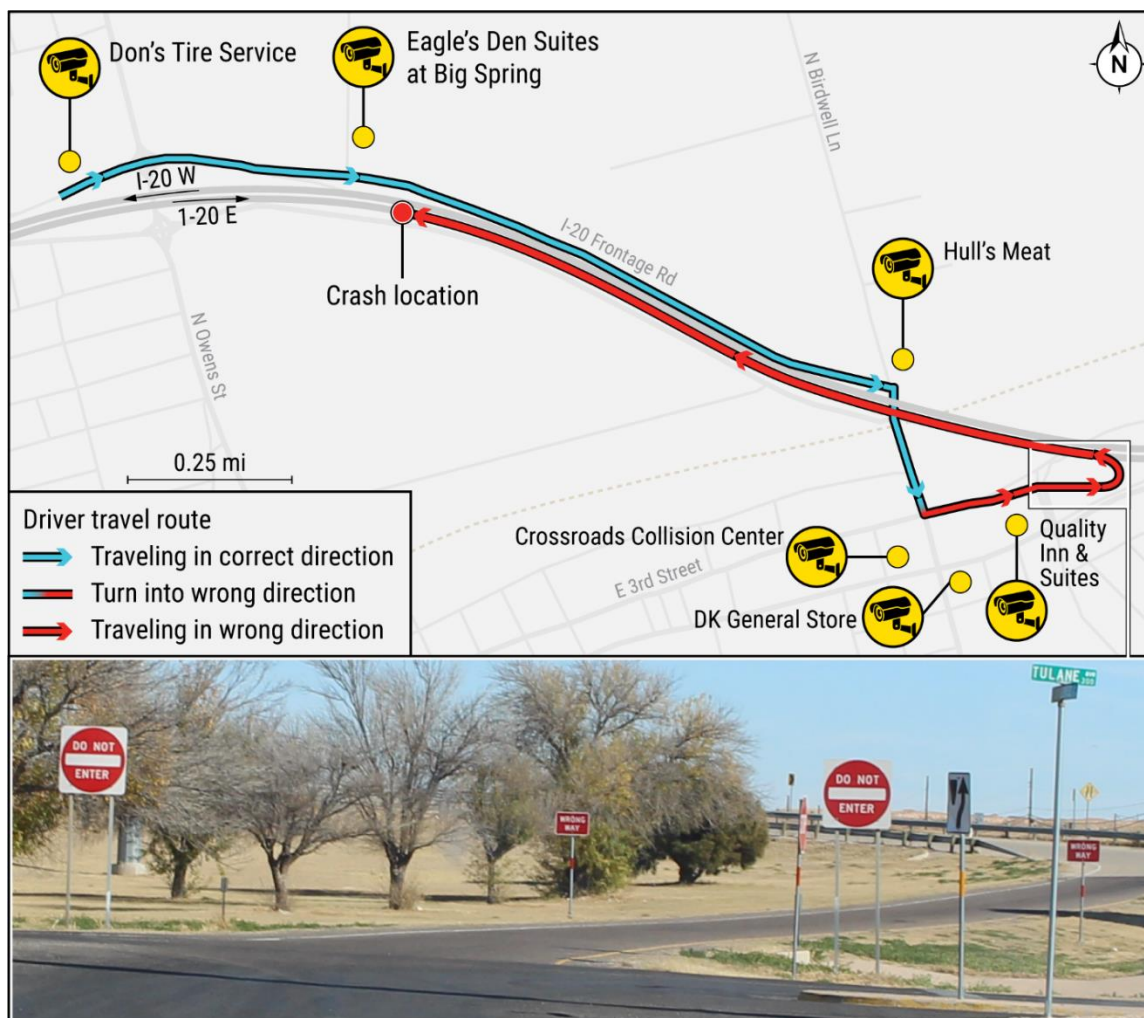 Don's Tire Service
Eagle's Den Suites
at Big Spring
N
N Birdwell Ln
I-20 W
1-20 E
I-20 Frontage Rd
Hull's Meat
Crash location
N Owens St
0.25 mi
Driver travel route
Traveling in correct direction
Turn into wrong direction
Traveling in wrong direction
Crossroads Collision Center
E 3rd Street
DK General Store
Quality
Inn &
Suites
TULANE AVE
300
DO NOT
ENTER
WRONG
WAY
DO NOT
ENTER
WRONG
WAY